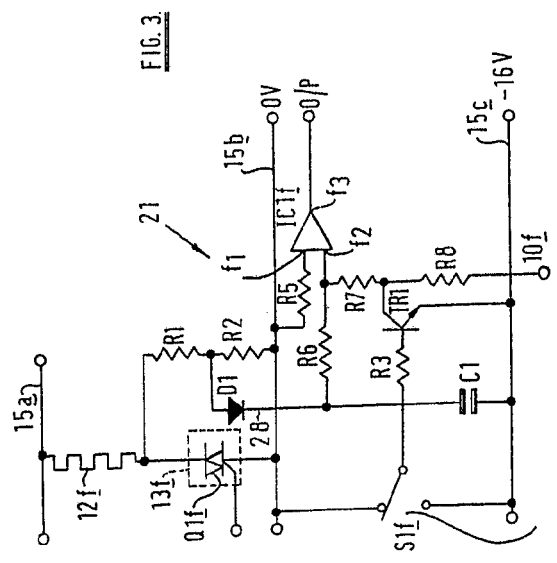 FIG. 3.
21
15a
R1
12f
R2
15b
0V
f1
IC1f
O/P
13f
D1
R5
f3
Q1f
28
f2
R6
R7
R3
TR1
R8
C1
15c
-16V
S1f
10f